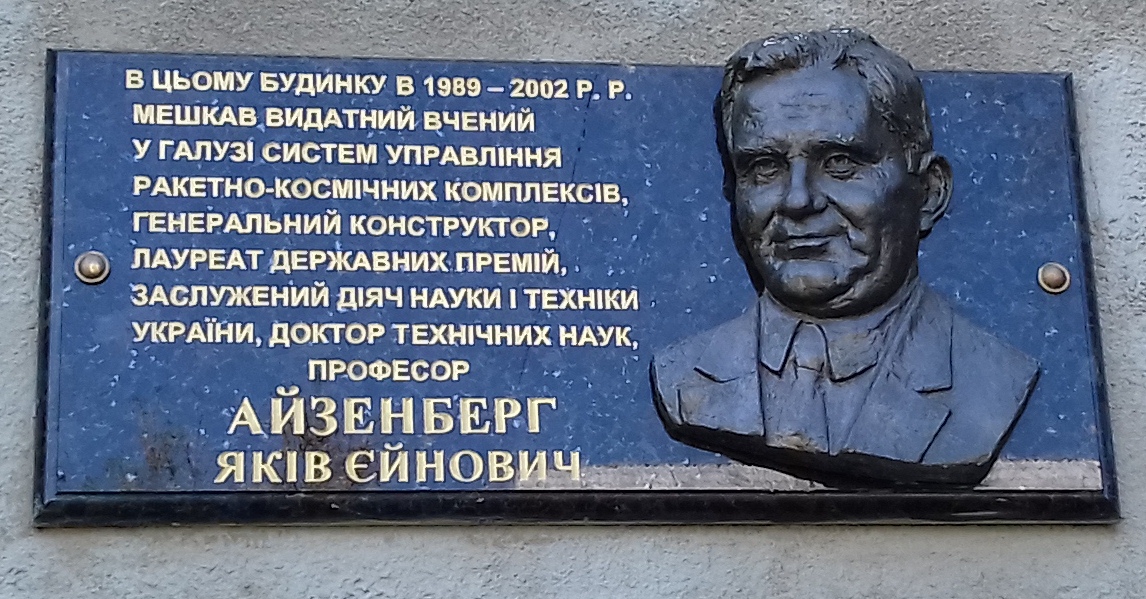 В ЦЬОМУ БУДИНКУ В 1989 – 2002 Р. Р.
МЕШКАВ ВИДАТНИЙ ВЧЕНИЙ
У ГАЛУЗІ СИСТЕМ УПРАВЛІННЯ
РАКЕТНО-КОСМІЧНИХ КОМПЛЕКСІВ,
ГЕНЕРАЛЬНИЙ КОНСТРУКТОР,
ЛАУРЕАТ ДЕРЖАВНИХ ПРЕМІЙ,
ЗАСЛУЖЕНИЙ ДІЯЧ НАУКИ І ТЕХНІКИ
УКРАЇНИ, ДОКТОР ТЕХНІЧНИХ НАУК,
ПРОФЕСОР
АЙЗЕНБЕРГ
ЯКІВ ЄЙНОВИЧ